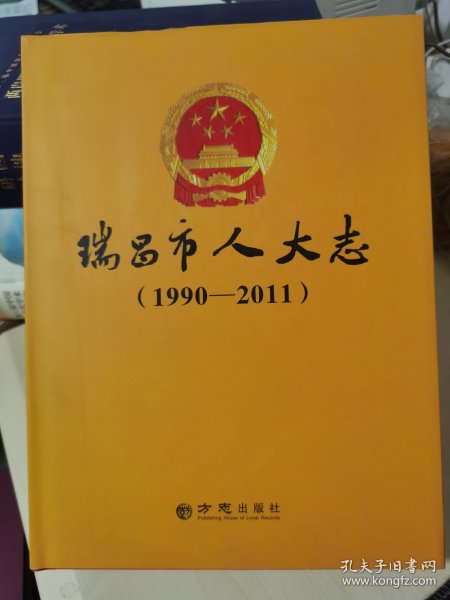 瑞昌市人大志
(1990—2011)
方志出版社
Publishing House of Local Records
孔夫子旧书网
www.kongfz.com